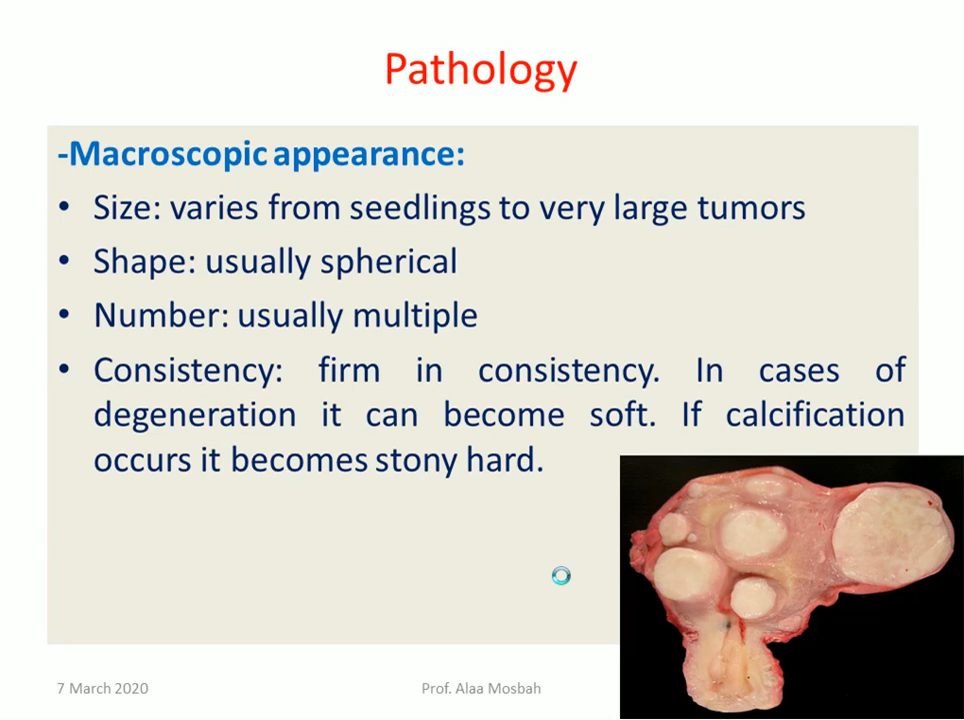 Pathology
-Macroscopic appearance:
• Size: varies from seedlings to very large tumors
• Shape: usually spherical
• Number: usually multiple
• Consistency: firm in consistency. In cases of
degeneration it can become soft. If calcification
occurs it becomes stony hard.
7 March 2020
Prof. Alaa Mosbah